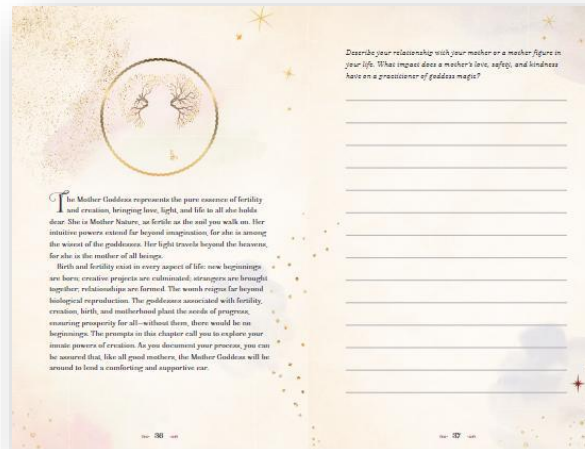 The Mother Goddess represents the pure essence of fertility
and creation, bringing love, light, and life to all she holds
dear. She is Mother Nature, as fertile as the soil you walk on. Her
intuitive powers extend far beyond imagination, for she is among
the wisest of the goddesses. Her light travels beyond the heavens,
for she is the mother of all beings.
Birth and fertility exist in every aspect of life: new beginnings
are born; creative projects are culminated; strangers are brought
together; relationships are formed. The womb reigns far beyond
biological reproduction. The goddesses associated with fertility,
creation, birth, and motherhood plant the seeds of progress,
ensuring prosperity for all—without them, there would be no
beginnings. The prompts in this chapter call you to explore your
innate powers of creation. As you document your process, you can
be assured that, like all good mothers, the Mother Goddess will be
around to lend a comforting and supportive ear.
36
Describe your relationship with your mother or a mother figure in
your life. What impact does a mother's love, safety, and kindness
have on a practitioner of goddess magic?
37